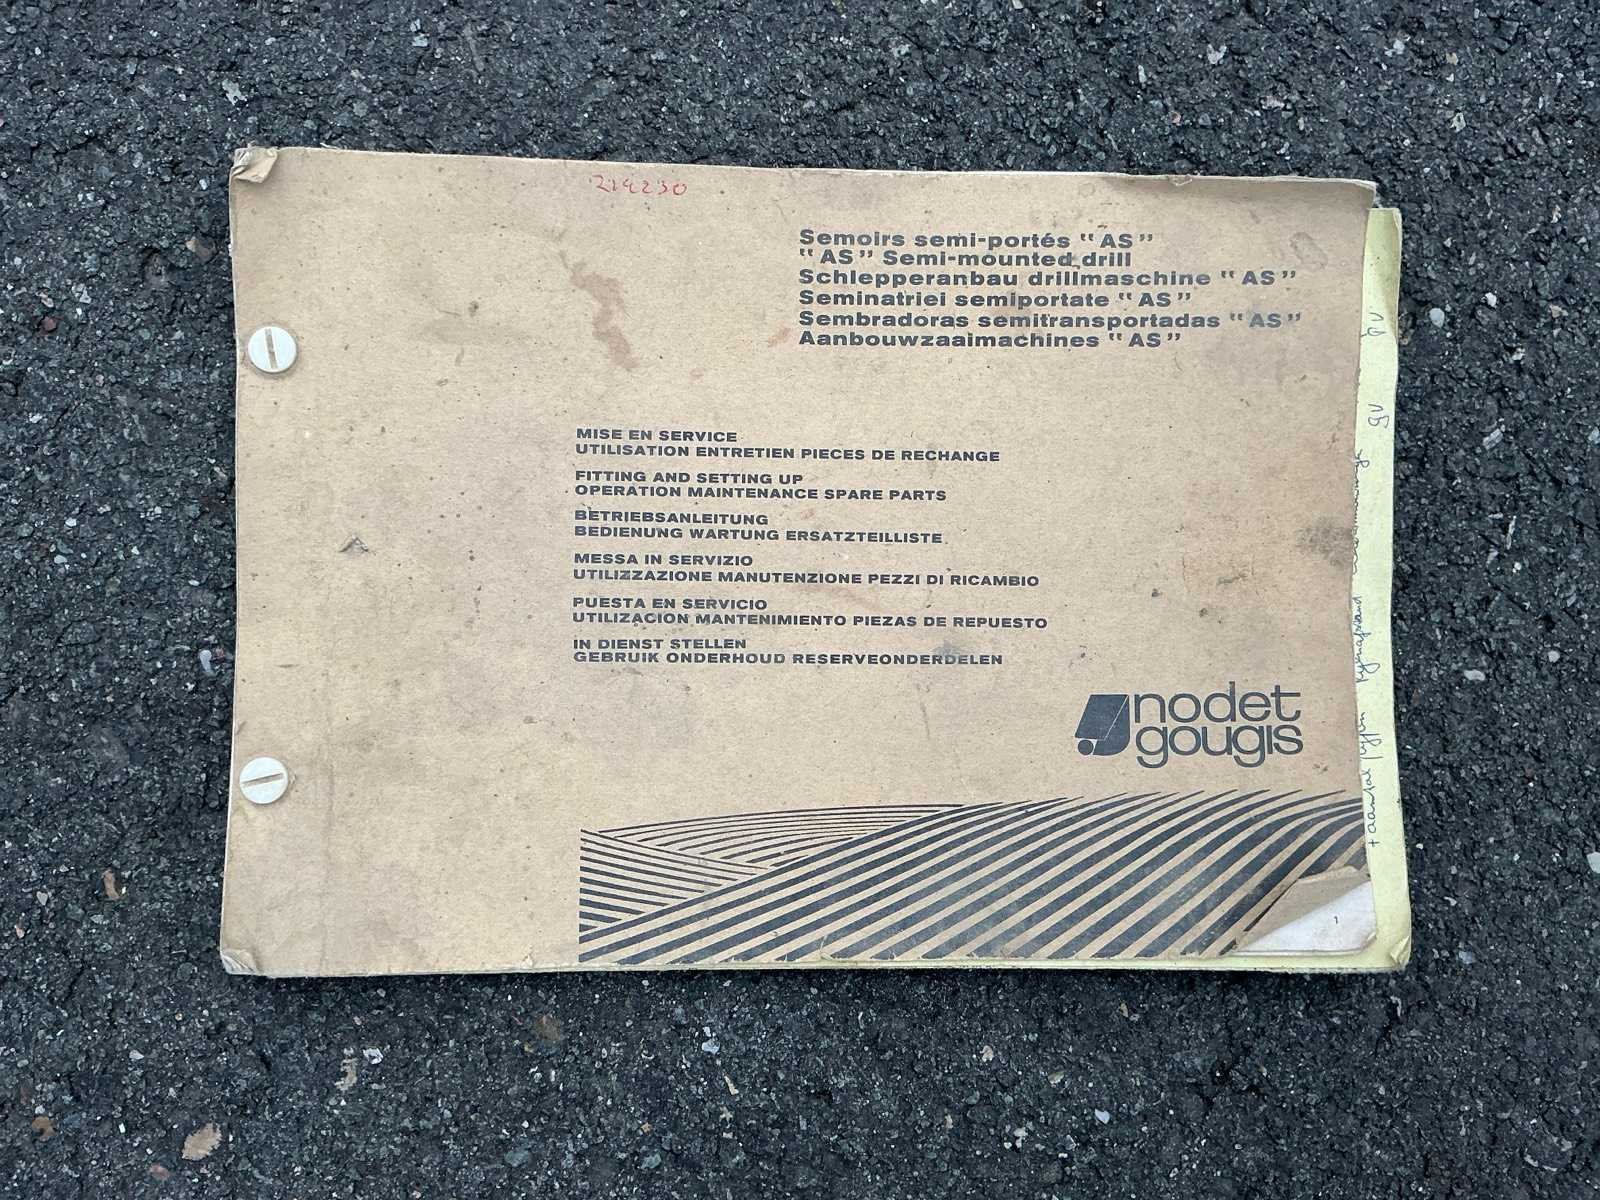 Semoirs semi-portés “AS”
“AS” Semi-mounted drill
Schlepperanbau drillmaschine “AS”
Seminatriei semiportate “AS”
Sembradoras semitransportadas “AS”
Aanbouwzaaimachines “AS”
MISE EN SERVICE
UTILISATION ENTRETIEN PIECES DE RECHANGE
FITTING AND SETTING UP
OPERATION MAINTENANCE SPARE PARTS
BETRIEBSANLEITUNG
BEDIENUNG WARTUNG ERSATZTEILLISTE
MESSA IN SERVIZIO
UTILIZZAZIONE MANUTENZIONE PEZZI DI RICAMBIO
PUESTA EN SERVICIO
UTILIZACION MANTENIMIENTO PIEZAS DE REPUESTO
IN DIENST STELLEN
GEBRUIK ONDERHOUD RESERVEONDERDELEN
nodet
gougis
+ aantal pijpen